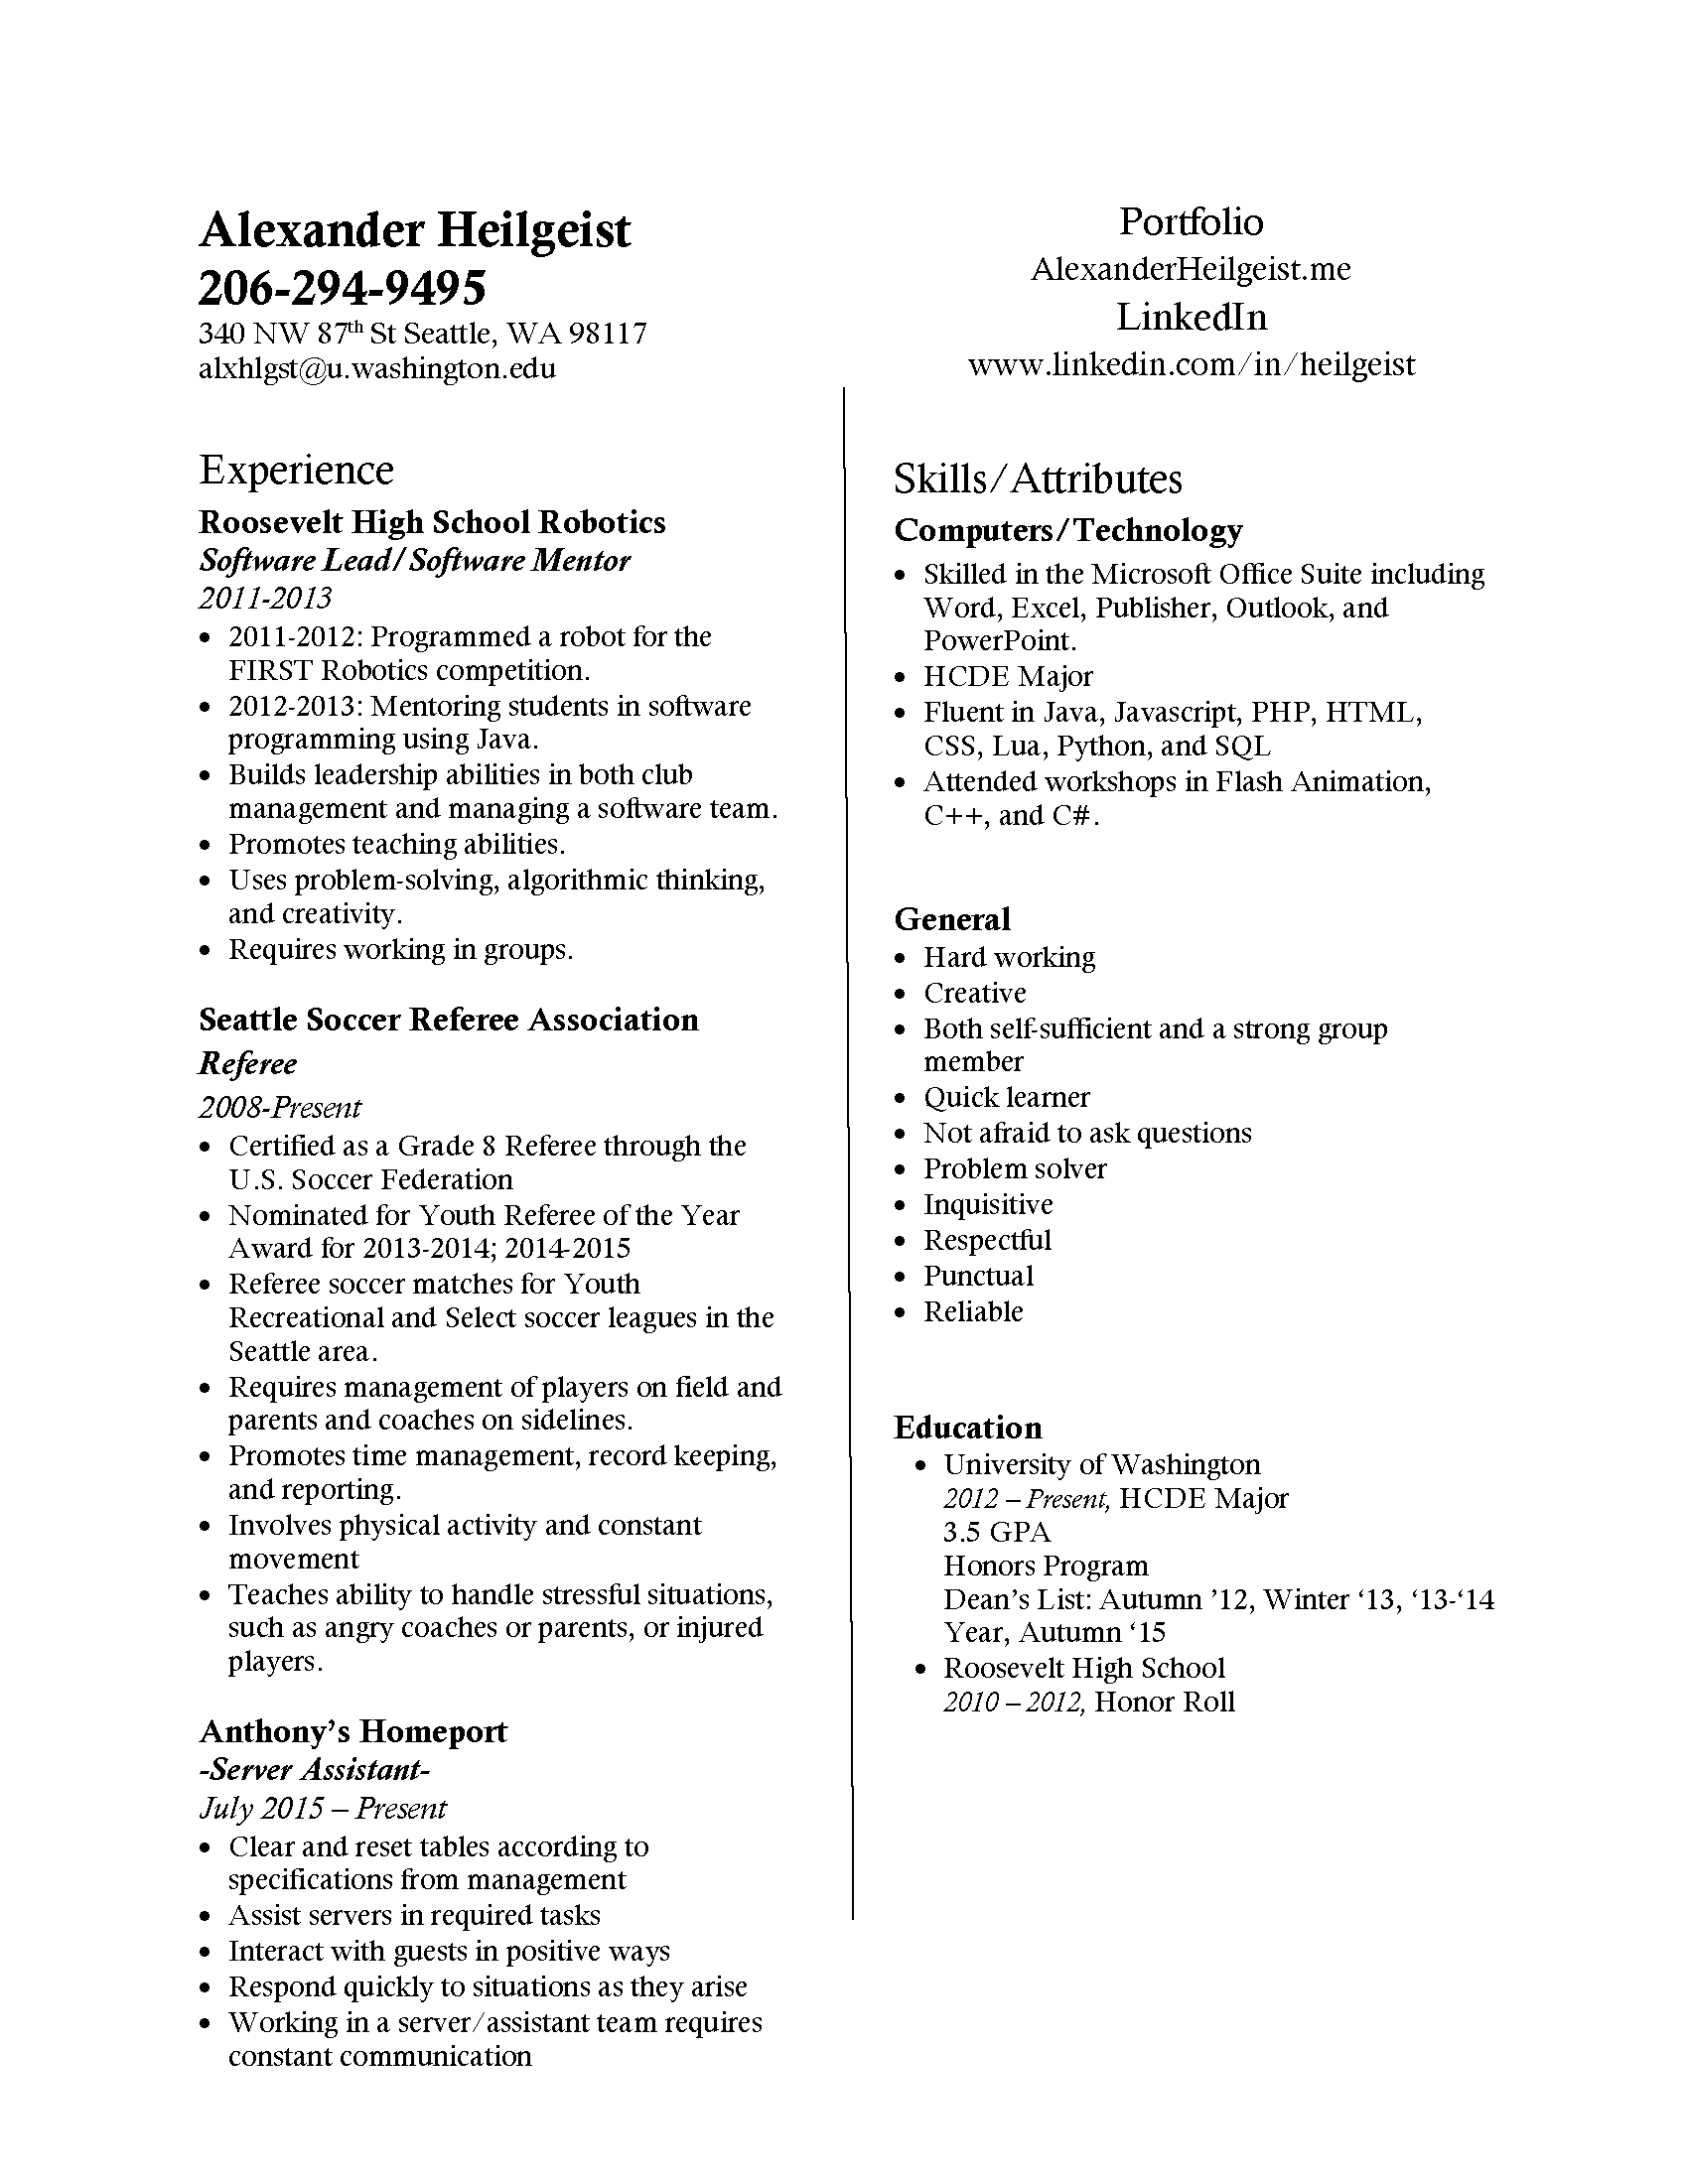 Alexander Heilgeist
206-294-9495
340 NW 87th St Seattle, WA 98117
alxhlgst@u.washington.edu
Portfolio
AlexanderHeilgeist.me
LinkedIn
www.linkedin.com/in/heilgeist
Experience
Roosevelt High School Robotics
Software Lead/Software Mentor
2011-2013
• 2011-2012: Programmed a robot for the
FIRST Robotics competition.
• 2012-2013: Mentoring students in software
programming using Java.
• Builds leadership abilities in both club
management and managing a software team.
• Promotes teaching abilities.
• Uses problem-solving, algorithmic thinking,
and creativity.
• Requires working in groups.
Seattle Soccer Referee Association
Referee
2008-Present
• Certified as a Grade 8 Referee through the
U.S. Soccer Federation
• Nominated for Youth Referee of the Year
Award for 2013-2014; 2014-2015
• Referee soccer matches for Youth
Recreational and Select soccer leagues in the
Seattle area.
• Requires management of players on field and
parents and coaches on sidelines.
• Promotes time management, record keeping,
and reporting.
• Involves physical activity and constant
movement
• Teaches ability to handle stressful situations,
such as angry coaches or parents, or injured
players.
Anthony’s Homeport
-Server Assistant-
July 2015 – Present
• Clear and reset tables according to
specifications from management
• Assist servers in required tasks
• Interact with guests in positive ways
• Respond quickly to situations as they arise
• Working in a server/assistant team requires
constant communication
Skills/Attributes
Computers/Technology
• Skilled in the Microsoft Office Suite including
Word, Excel, Publisher, Outlook, and
PowerPoint.
• HCDE Major
• Fluent in Java, Javascript, PHP, HTML,
CSS, Lua, Python, and SQL
• Attended workshops in Flash Animation,
C++, and C#.
General
• Hard working
• Creative
• Both self-sufficient and a strong group
member
• Quick learner
• Not afraid to ask questions
• Problem solver
• Inquisitive
• Respectful
• Punctual
• Reliable
Education
• University of Washington
2012 – Present, HCDE Major
3.5 GPA
Honors Program
Dean’s List: Autumn ’12, Winter ‘13, ‘13-‘14
Year, Autumn ‘15
• Roosevelt High School
2010 – 2012, Honor Roll